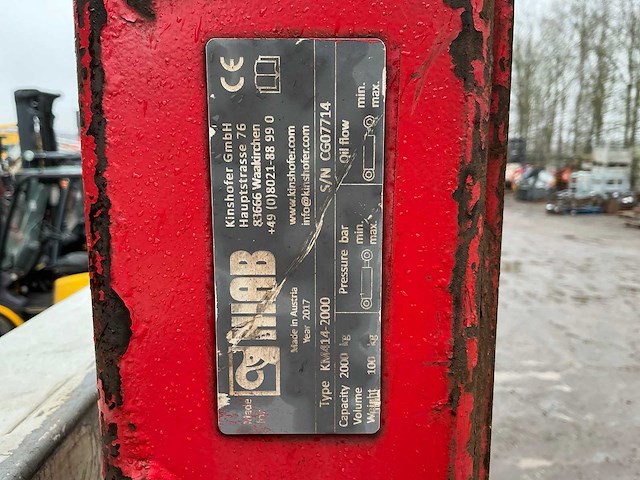 Made by:
HIAB
Kinshofer GmbH
Hauptstrasse 76
83666 Waakirchen
+49 (0)8021-88 99 0
CE
Made in Austria
Year 2017
www.kinshofer.com
info@kinshofer.com
Type KM414-2000
S/N CG07714
Capacity 2000 kg
Volume
Weight 100 kg
Pressure bar
min.
max.
Oil flow
min.
max.